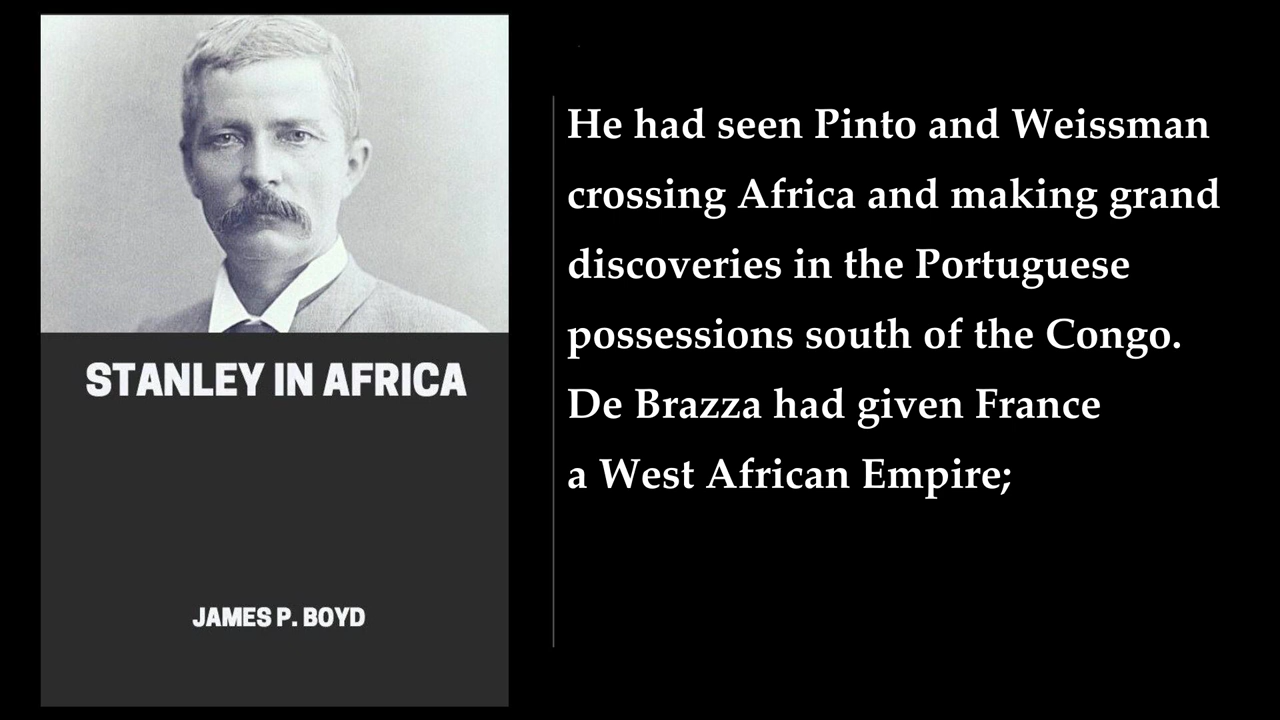 STANLEY IN AFRICA
JAMES P. BOYD
He had seen Pinto and Weissman
crossing Africa and making grand
discoveries in the Portuguese
possessions south of the Congo.
De Brazza had given France
a West African Empire;